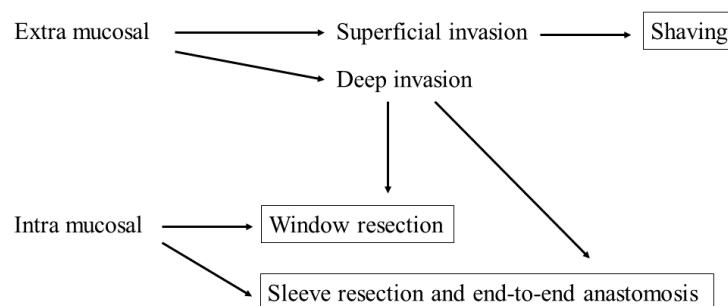 Extra mucosal
Superficial invasion
Shaving
Deep invasion
Intra mucosal
Window resection
Sleeve resection and end-to-end anastomosis